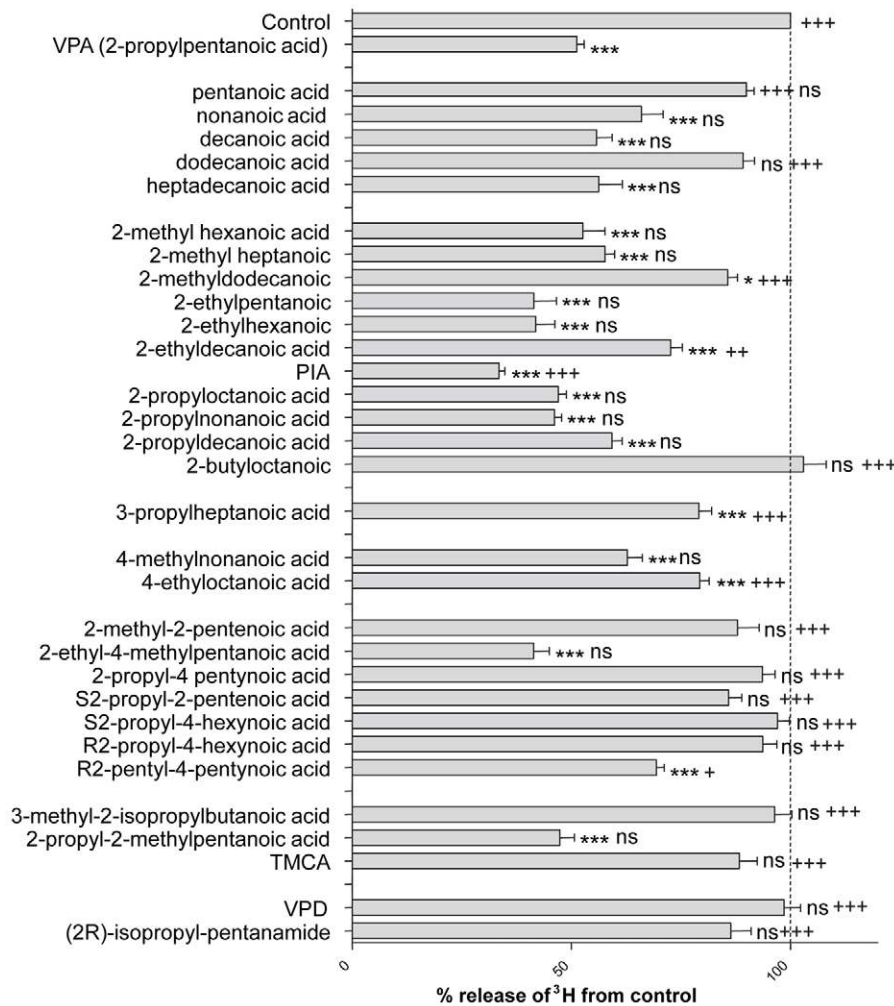 Control +++
VPA (2-propylpentanoic acid) ***
pentanoic acid +++ ns
nonanoic acid *** ns
decanoic acid *** ns
dodecanoic acid ns +++
heptadecanoic acid *** ns
2-methyl hexanoic acid *** ns
2-methyl heptanoic *** ns
2-methyldodecanoic * +++
2-ethylpentanoic *** ns
2-ethylhexanoic *** ns
2-ethyldecanoic acid *** ++
PIA *** +++
2-propyloctanoic acid *** ns
2-propylnonanoic acid *** ns
2-propyldecanoic acid *** ns
2-butyloctanoic ns +++
3-propylheptanoic acid *** +++
4-methylnonanoic acid *** ns
4-ethyloctanoic acid *** +++
2-methyl-2-pentenoic acid ns +++
2-ethyl-4-methylpentanoic acid *** ns
2-propyl-4 pentynoic acid ns +++
S2-propyl-2-pentenoic acid ns +++
S2-propyl-4-hexynoic acid ns +++
R2-propyl-4-hexynoic acid ns +++
R2-pentyl-4-pentynoic acid *** +
3-methyl-2-isopropylbutanoic acid ns +++
2-propyl-2-methylpentanoic acid *** ns
TMCA ns +++
VPD ns +++
(2R)-isopropyl-pentanamide ns+++
0 50 100
% release of ³H from control